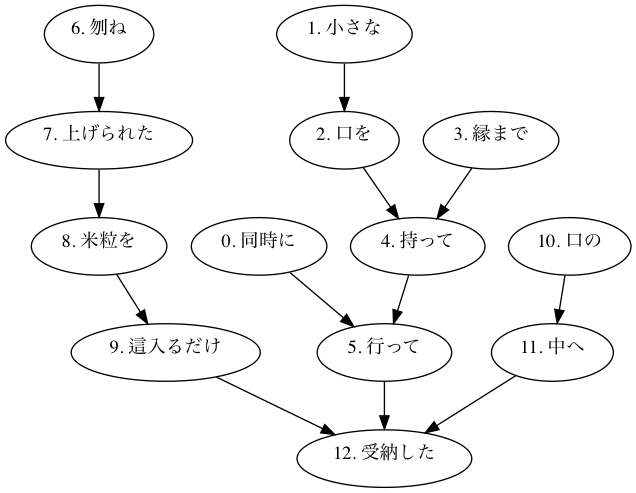 6. 刎ね
1. 小さな
7. 上げられた
2. 口を
3. 縁まで
8. 米粒を
0. 同時に
4. 持って
10. 口の
9. 這入るだけ
5. 行って
11. 中へ
12. 受納した